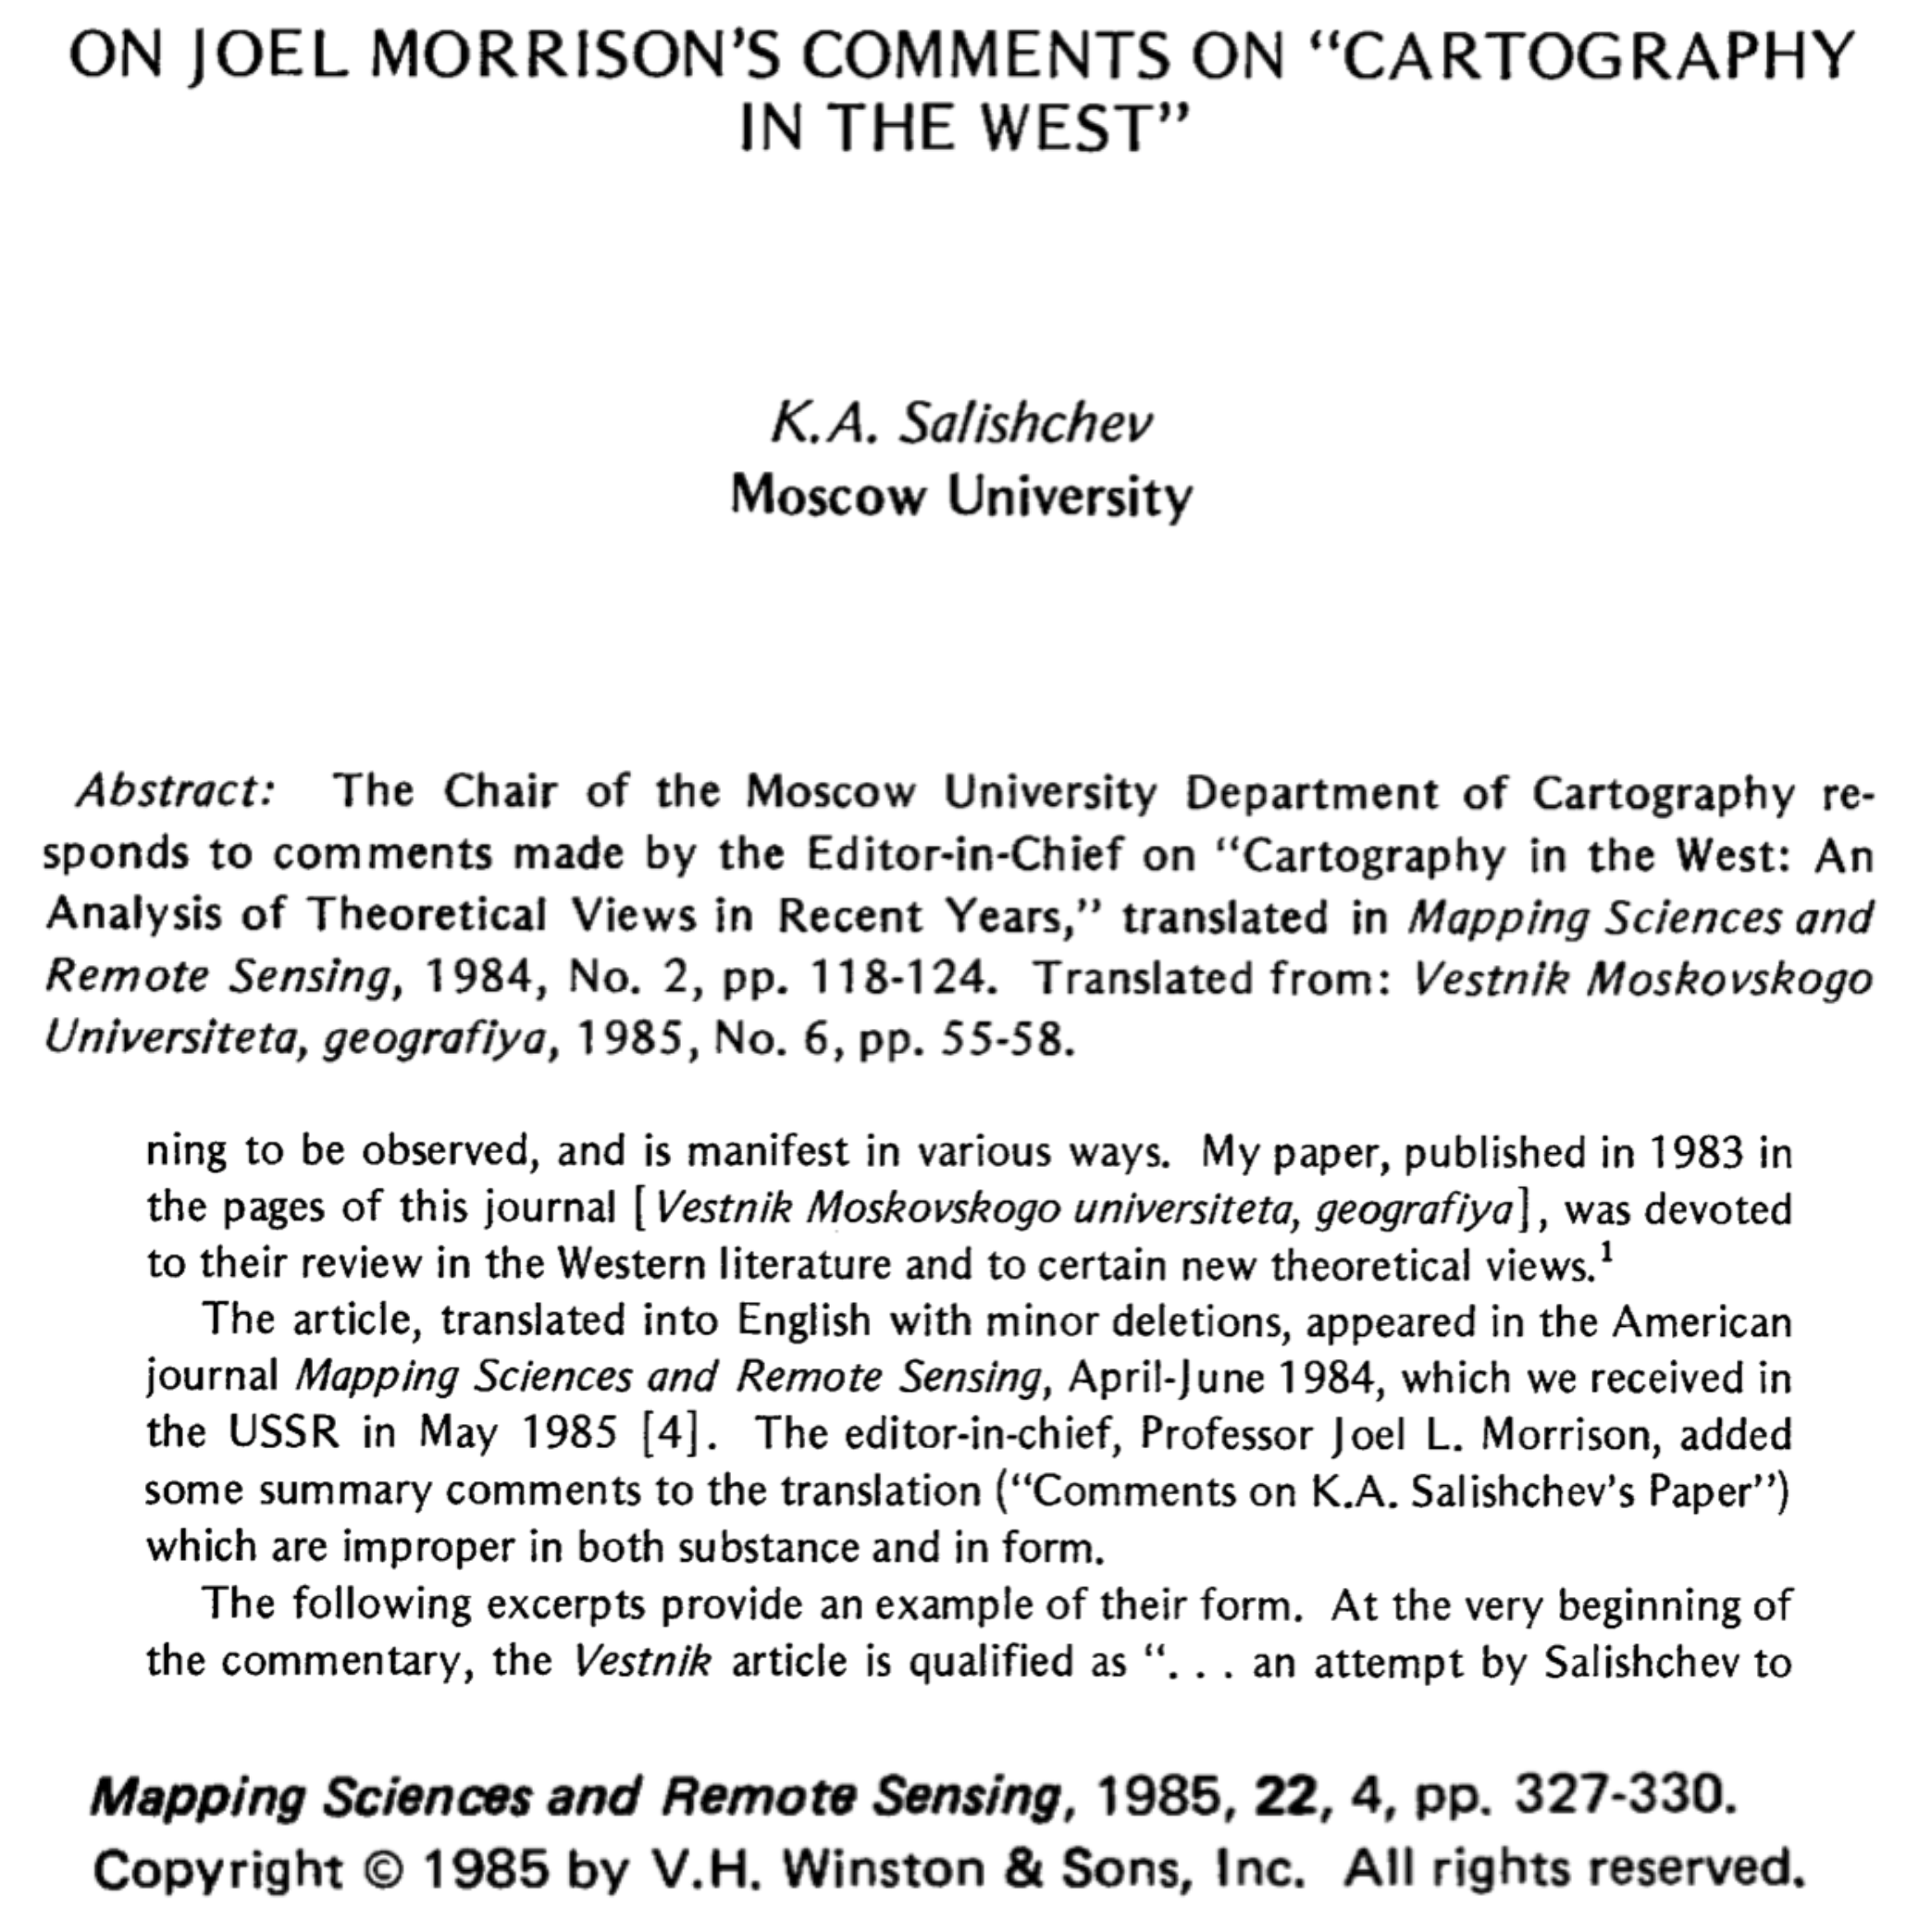 ON JOEL MORRISON'S COMMENTS ON “CARTOGRAPHY
IN THE WEST”
K.A. Salishchev
Moscow University
Abstract: The Chair of the Moscow University Department of Cartography re-
sponds to comments made by the Editor-in-Chief on “Cartography in the West: An
Analysis of Theoretical Views in Recent Years,” translated in Mapping Sciences and
Remote Sensing, 1984, No. 2, pp. 118-124. Translated from: Vestnik Moskovskogo
Universiteta, geografiya, 1985, No. 6, pp. 55-58.
ning to be observed, and is manifest in various ways. My paper, published in 1983 in
the pages of this journal [Vestnik Moskovskogo universiteta, geografiya], was devoted
to their review in the Western literature and to certain new theoretical views.¹
The article, translated into English with minor deletions, appeared in the American
journal Mapping Sciences and Remote Sensing, April-June 1984, which we received in
the USSR in May 1985 [4]. The editor-in-chief, Professor Joel L. Morrison, added
some summary comments to the translation (“Comments on K.A. Salishchev's Paper”)
which are improper in both substance and in form.
The following excerpts provide an example of their form. At the very beginning of
the commentary, the Vestnik article is qualified as “. . . an attempt by Salishchev to
Mapping Sciences and Remote Sensing, 1985, 22, 4, pp. 327-330.
Copyright © 1985 by V.H. Winston & Sons, Inc. All rights reserved.